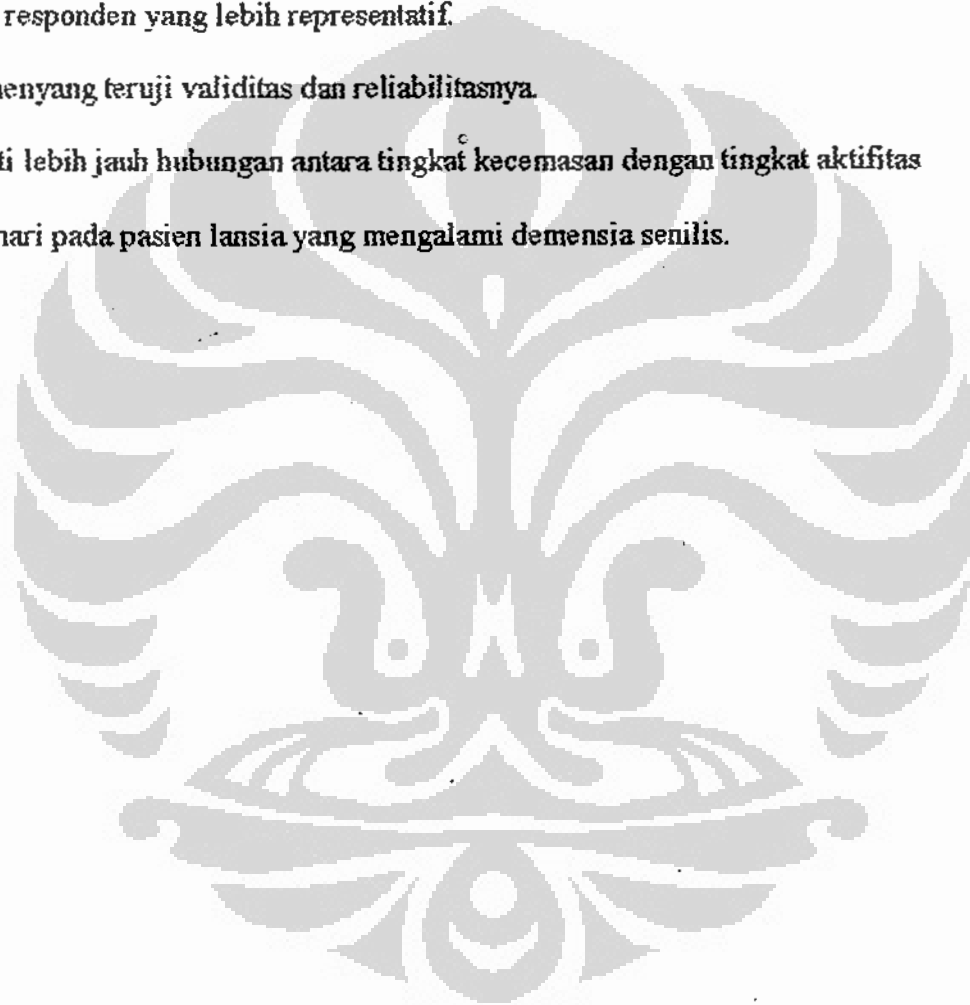 responden yang lebih representatif.
enyang teruji validitas dan reliabilitasnya.
ti lebih jauh hubungan antara tingkat kecemasan dengan tingkat aktifitas
hari pada pasien lansia yang mengalami demensia senilis.